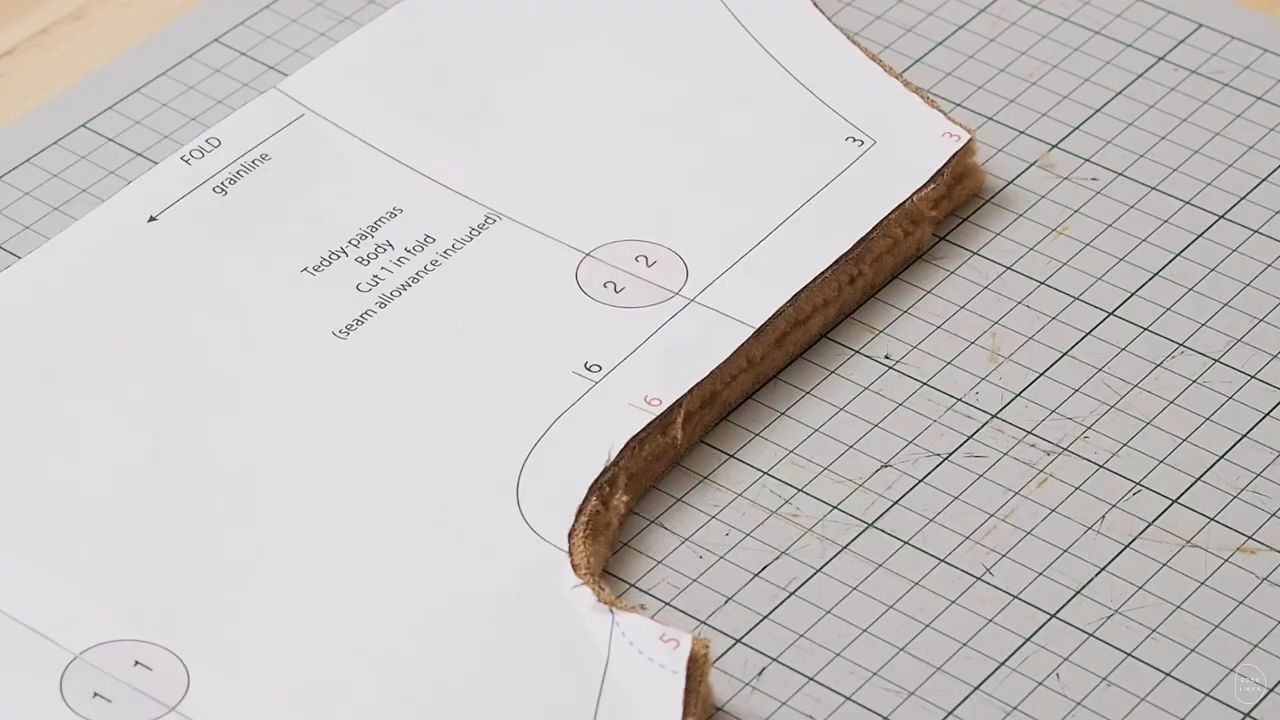 FOLD
grainline
Teddy-pajamas
Body
Cut 1 in fold
(seam allowance included)
3
3
2
2
6
6
5
1
1